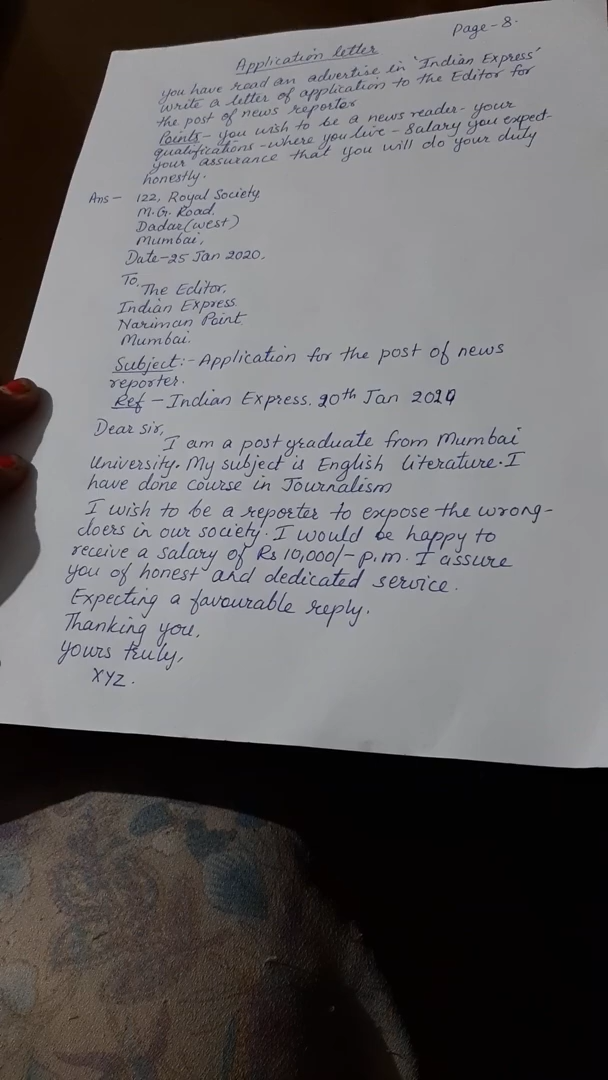 Page-8.
Application letter
you have read an advertise in 'Indian Express'
write a letter of application to the Editor for
the post of news reporter
Points - you wish to be a news reader - your
qualifications - where you live - Salary you expect-
your assurance that you will do your duty
honestly.
Ans - 122, Royal Society
M.G. Road.
Dadar(west)
Mumbai,
Date-25 Jan 2020.
To,
The Editor,
Indian Express.
Nariman Point
Mumbai.
Subject:- Application for the post of news
reporter.
Ref - Indian Express. 20th Jan
Dear sir,
I am a post graduate from Mumbai
University. My subject is English literature. I
have done course in Journalism
I wish to be a reporter to expose the wrong-
doers in our society. I would be happy to
receive a salary of Rs 10,000/- p.m. I assure
you of honest and dedicated service.
Expecting a favourable reply.
Thanking you,
yours truly,
XYZ.